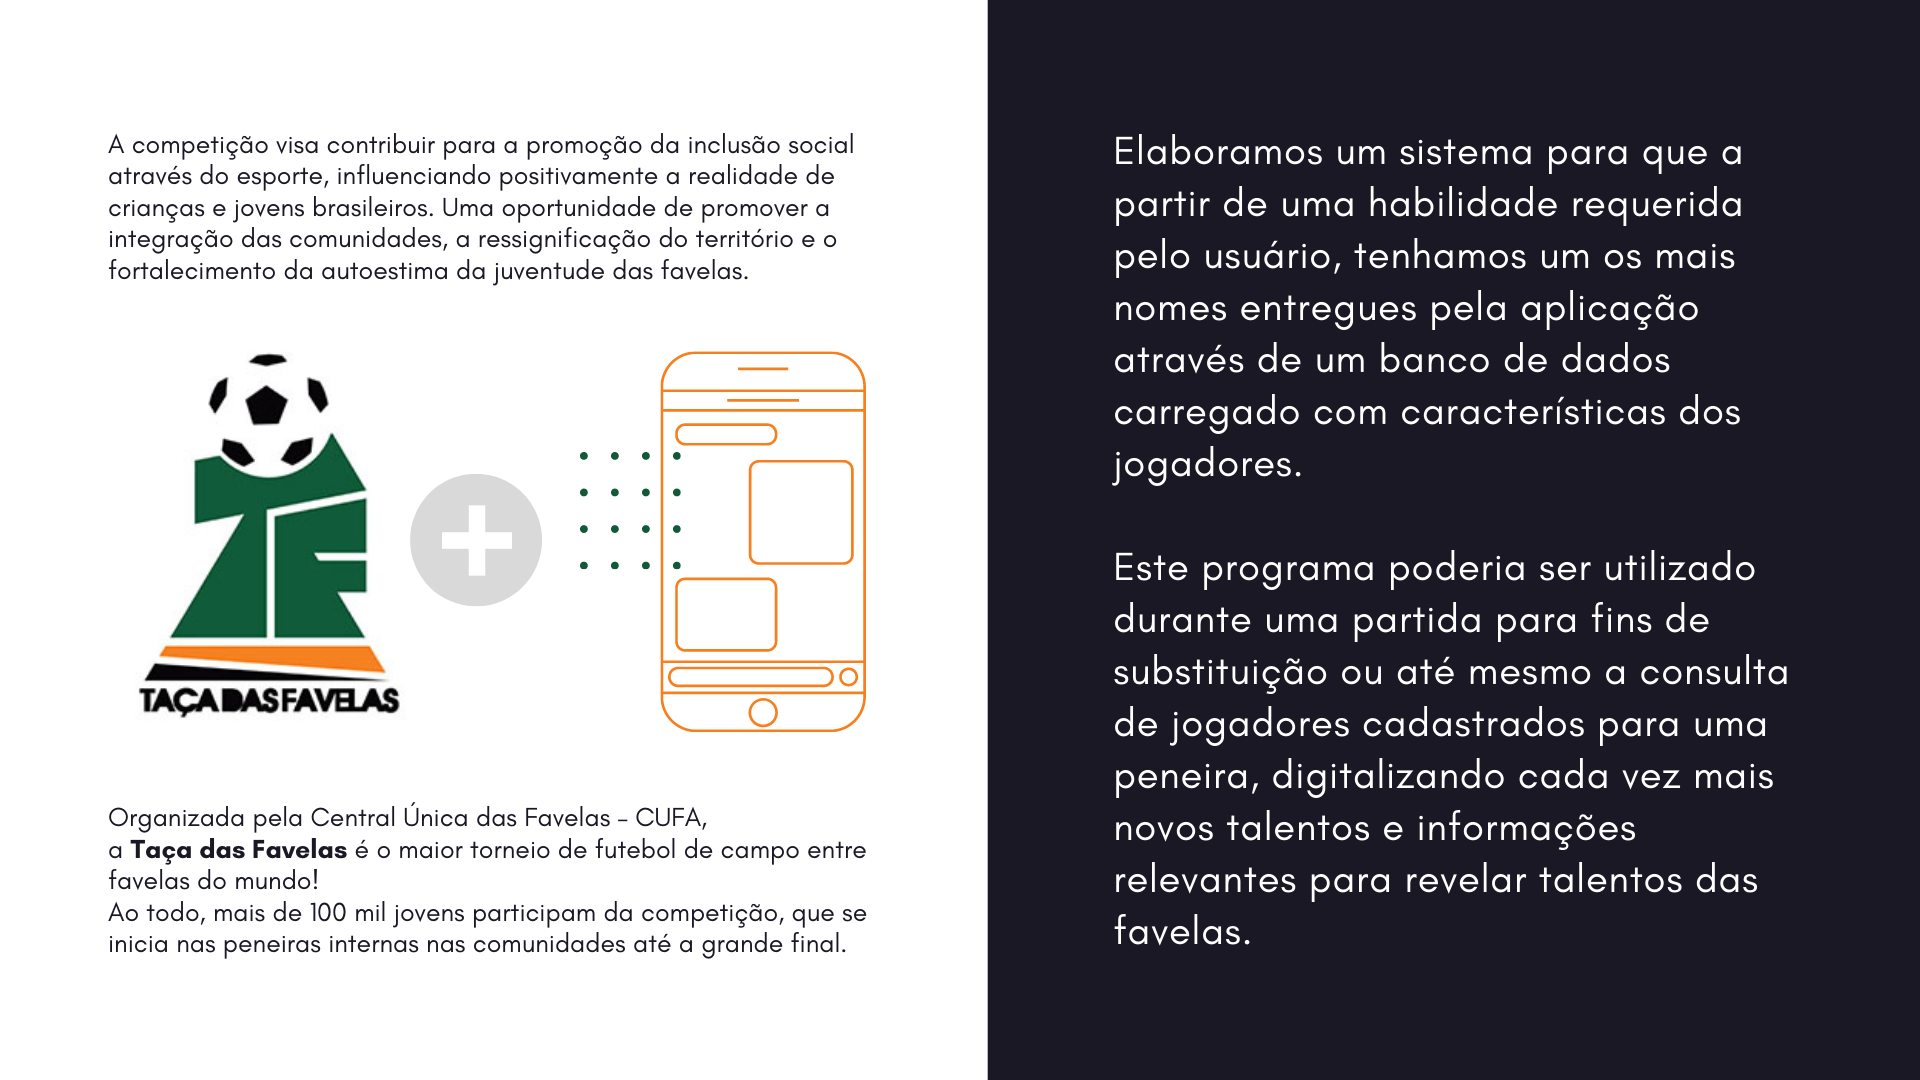 A competição visa contribuir para a promoção da inclusão social
através do esporte, influenciando positivamente a realidade de
crianças e jovens brasileiros. Uma oportunidade de promover a
integração das comunidades, a ressignificação do território e o
fortalecimento da autoestima da juventude das favelas.
TAÇA DAS FAVELAS
Organizada pela Central Única das Favelas – CUFA,
a Taça das Favelas é o maior torneio de futebol de campo entre
favelas do mundo!
Ao todo, mais de 100 mil jovens participam da competição, que se
inicia nas peneiras internas nas comunidades até a grande final.
Elaboramos um sistema para que a
partir de uma habilidade requerida
pelo usuário, tenhamos um os mais
nomes entregues pela aplicação
através de um banco de dados
carregado com características dos
jogadores.
Este programa poderia ser utilizado
durante uma partida para fins de
substituição ou até mesmo a consulta
de jogadores cadastrados para uma
peneira, digitalizando cada vez mais
novos talentos e informações
relevantes para revelar talentos das
favelas.